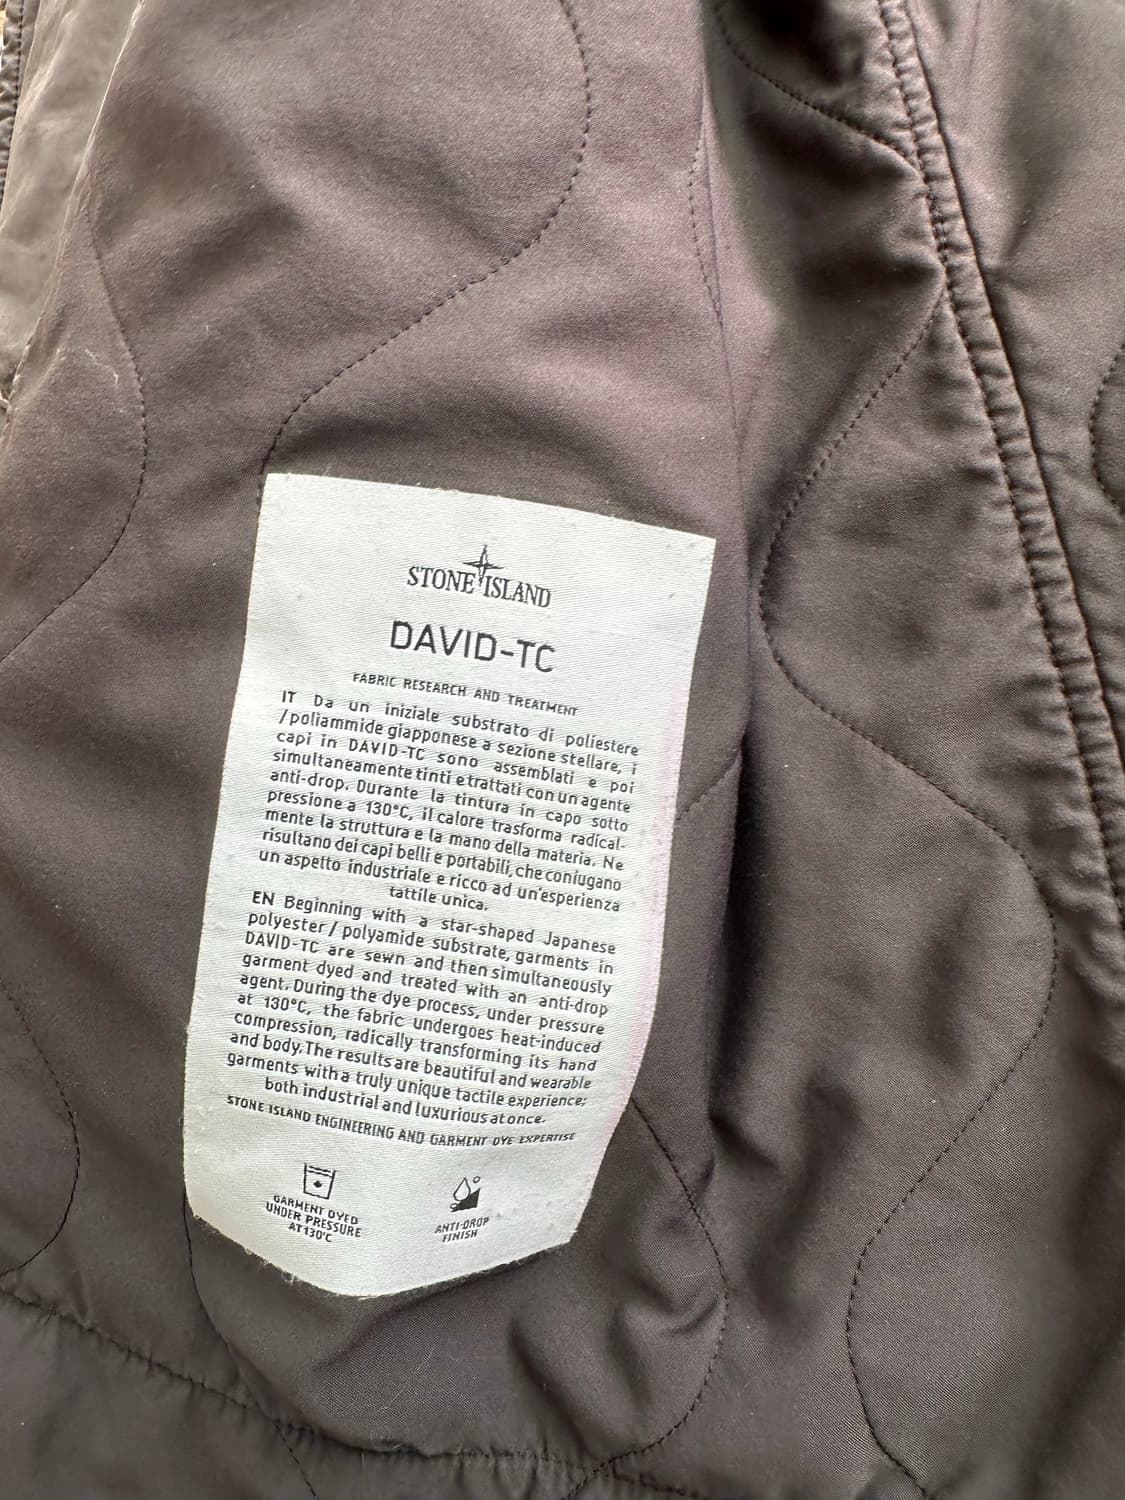 STONE ISLAND
DAVID-TC
FABRIC RESEARCH AND TREATMENT
IT Da un iniziale substrato di poliestere
/poliammide giapponese a sezione stellare, i
capi in DAVID-TC sono assemblati e poi
simultaneamente tinti e trattati con un agente
anti-drop. Durante la tintura in capo sotto
pressione a 130°C, il calore trasforma radical-
mente la struttura e la mano della materia. Ne
risultano dei capi belli e portabili, che coniugano
un aspetto industriale e ricco ad un'esperienza
tattile unica.
EN Beginning with a star-shaped Japanese
polyester / polyamide substrate, garments in
DAVID-TC are sewn and then simultaneously
garment dyed and treated with an anti-drop
agent. During the dye process, under pressure
at 130°C, the fabric undergoes heat-induced
compression, radically transforming its hand
and body. The results are beautiful and wearable
garments with a truly unique tactile experience;
both industrial and luxurious at once.
STONE ISLAND ENGINEERING AND GARMENT DYE EXPERTISE
GARMENT DYED
UNDER PRESSURE
AT 130°C
ANTI-DROP
FINISH